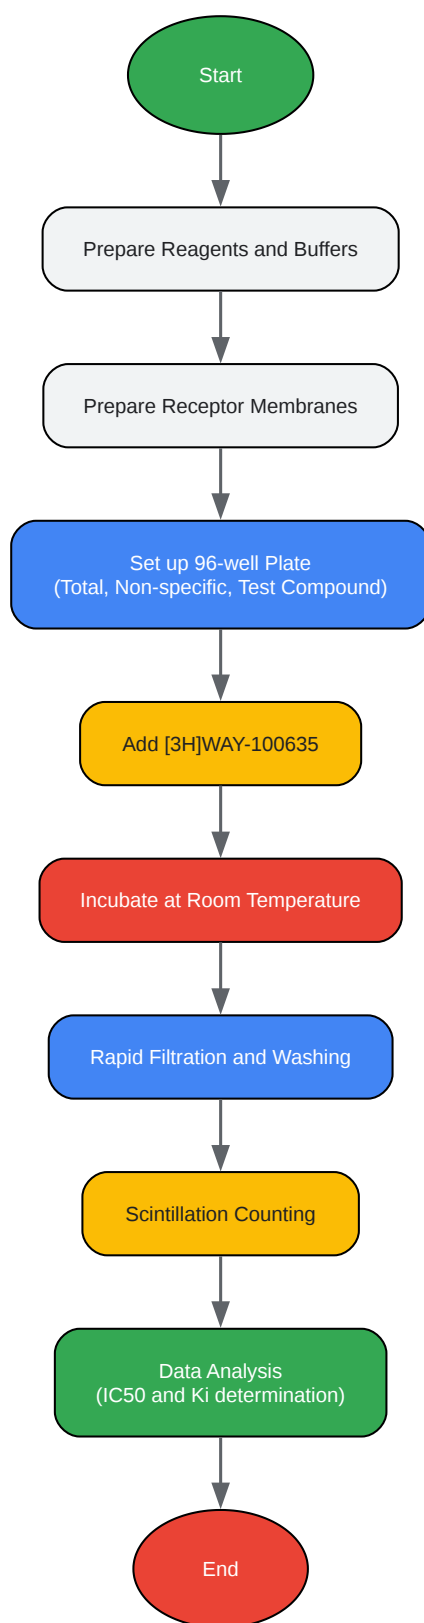 Start
Prepare Reagents and Buffers
Prepare Receptor Membranes
Set up 96-well Plate
(Total, Non-specific, Test Compound)
Add [3H]WAY-100635
Incubate at Room Temperature
Rapid Filtration and Washing
Scintillation Counting
Data Analysis
(IC50 and Ki determination)
End